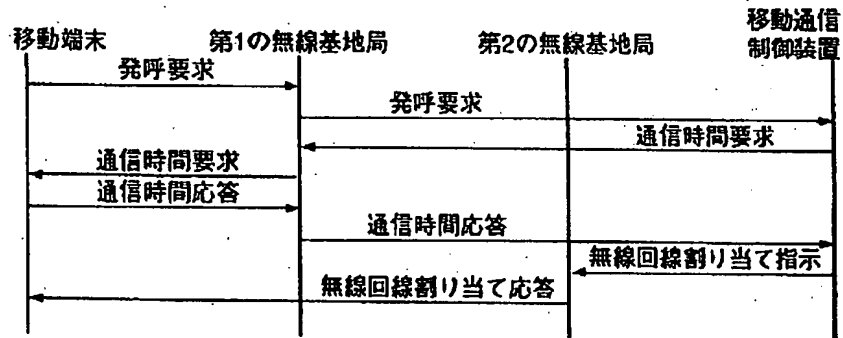 移動端末
第1の無線基地局
第2の無線基地局
移動通信
制御装置
発呼要求
発呼要求
通信時間要求
通信時間要求
通信時間応答
通信時間応答
無線回線割り当て指示
無線回線割り当て応答